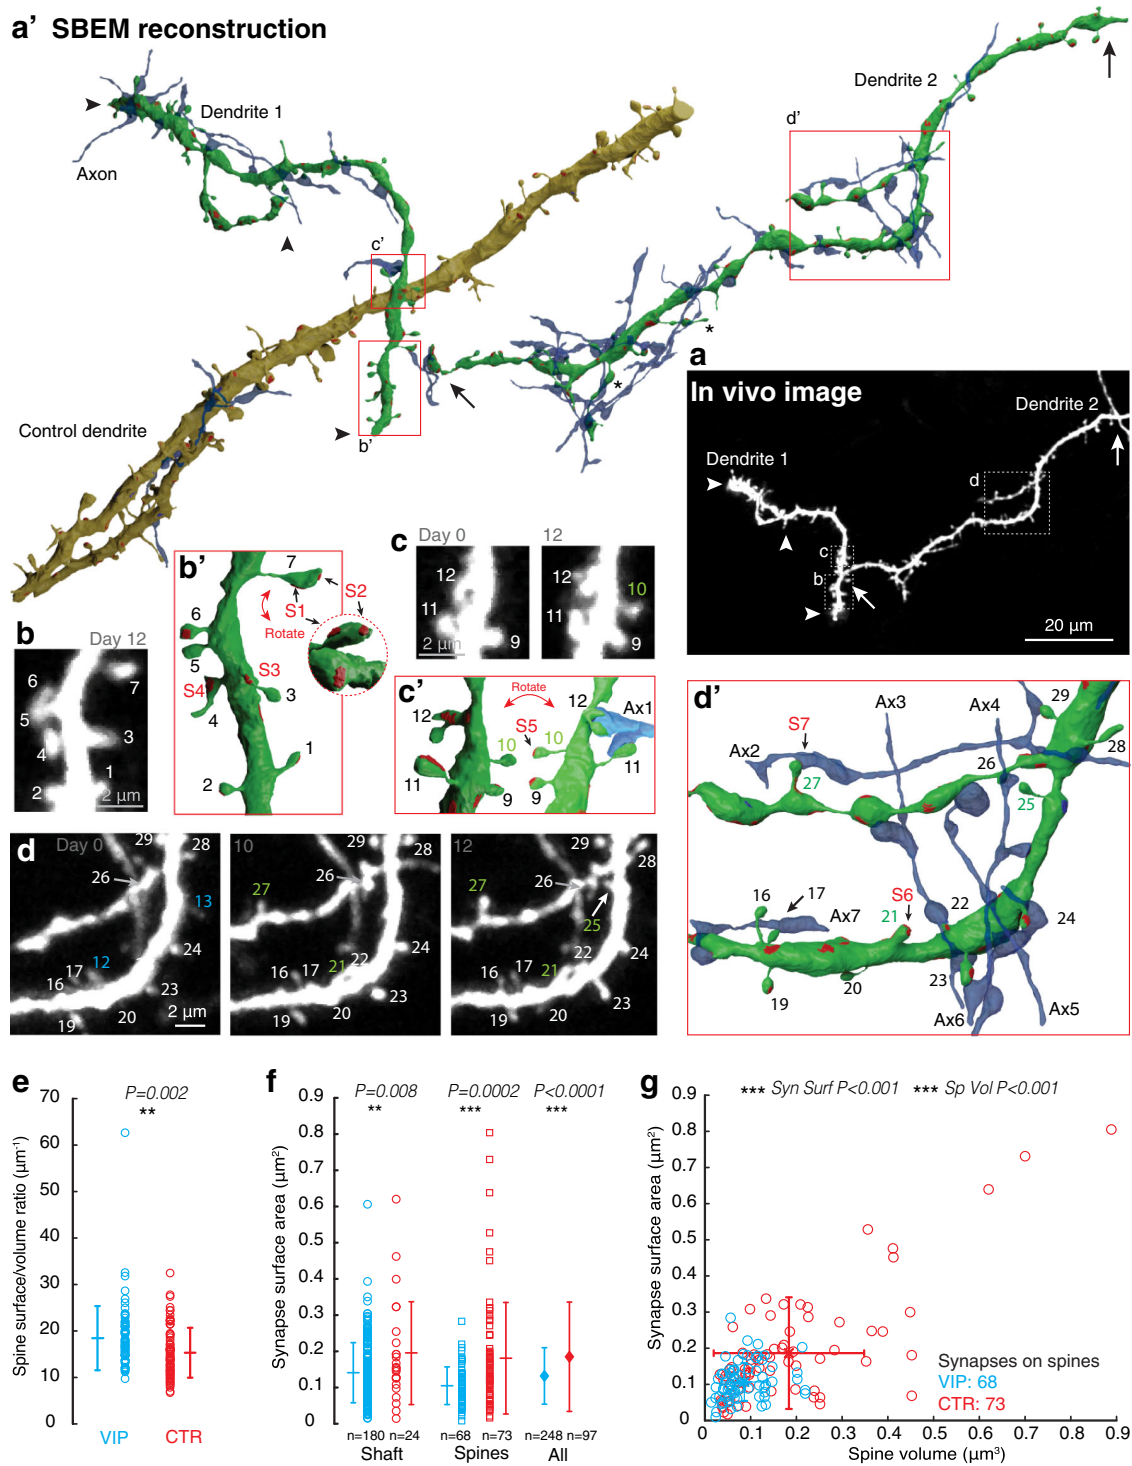 a' SBEM reconstruction
Dendrite 1
Dendrite 2
Axon
d'
c'
*
*
b'
Control dendrite
a
In vivo image
Dendrite 2
Dendrite 1
d
c
b
20 µm
b'
7
S2
S1
Rotate
6
5
S3
S4
3
4
1
2
c
Day 0
12
12
12
10
11
11
2 µm
9
9
b
Day 12
6
7
5
4
3
1
2
2 µm
c'
Rotate
12
12
Ax1
S5
10
10
11
11
9
9
d'
29
Ax3
Ax4
S7
Ax2
28
26
27
25
16
17
S6
21
22
24
Ax7
23
20
19
Ax6
Ax5
d
Day 0
29
28
26
13
12
24
17
16
23
20
19
2 µm
10
29
28
26
27
24
22
21
17
16
23
20
19
12
29
28
26
27
25
22
24
21
17
16
23
20
19
e
P=0.002
**
Spine surface/volume ratio (µm⁻¹)
70
60
50
40
30
20
10
0
VIP
CTR
f
P=0.008
P=0.0002
P<0.0001
**
***
***
Synapse surface area (µm²)
0.9
0.8
0.7
0.6
0.5
0.4
0.3
0.2
0.1
0
n=180 n=24
n=68
n=73
n=248 n=97
Shaft
Spines
All
g
*** Syn Surf P<0.001
*** Sp Vol P<0.001
Synapse surface area (µm²)
0.9
0.8
0.7
0.6
0.5
0.4
0.3
0.2
0.1
0
Synapses on spines
VIP: 68
CTR: 73
0
0.1
0.2
0.3
0.4
0.5
0.6
0.7
0.8
0.9
Spine volume (µm³)